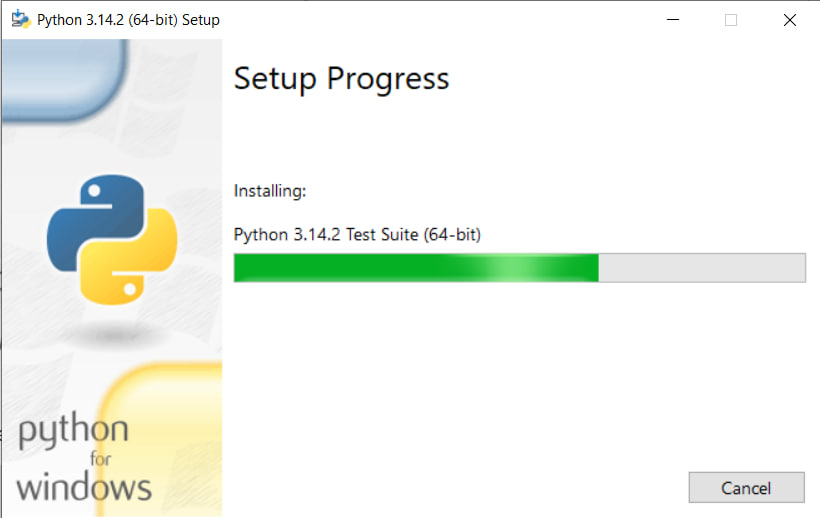 Python 3.14.2 (64-bit) Setup
Setup Progress
Installing:
Python 3.14.2 Test Suite (64-bit)
python
for
windows
Cancel